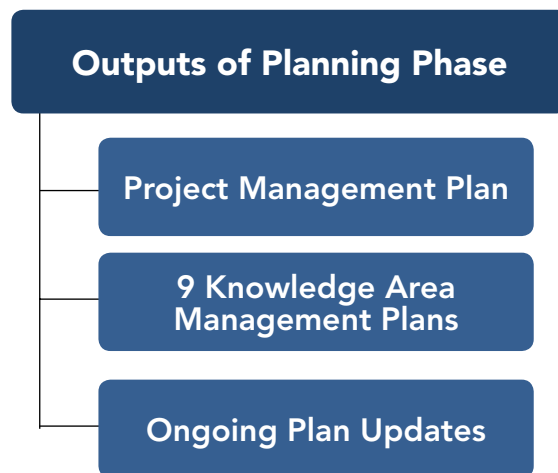 Outputs of Planning Phase
Project Management Plan
9 Knowledge Area
Management Plans
Ongoing Plan Updates